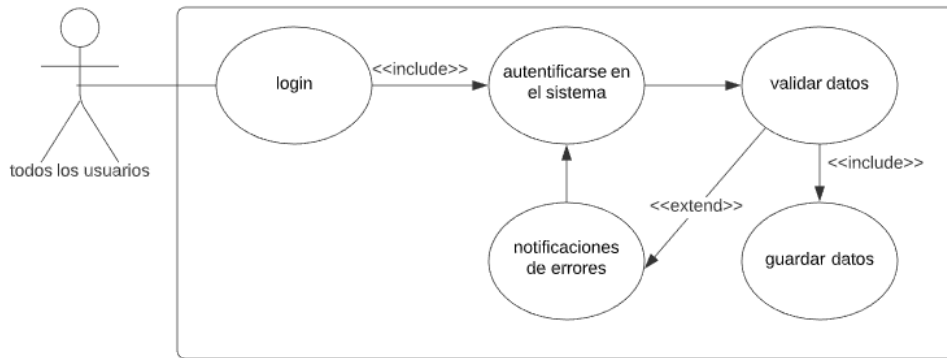 login
<<include>>
autentificarse en
el sistema
validar datos
todos los usuarios
<<include>>
<<extend>>
notificaciones
de errores
guardar datos